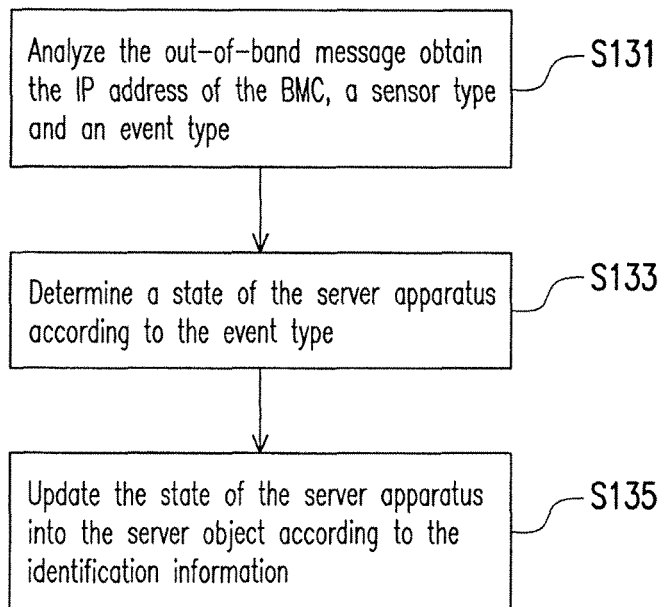 Analyze the out-of-band message obtain
the IP address of the BMC, a sensor type
and an event type
S131
Determine a state of the server apparatus
according to the event type
S133
Update the state of the server apparatus
into the server object according to the
identification information
S135